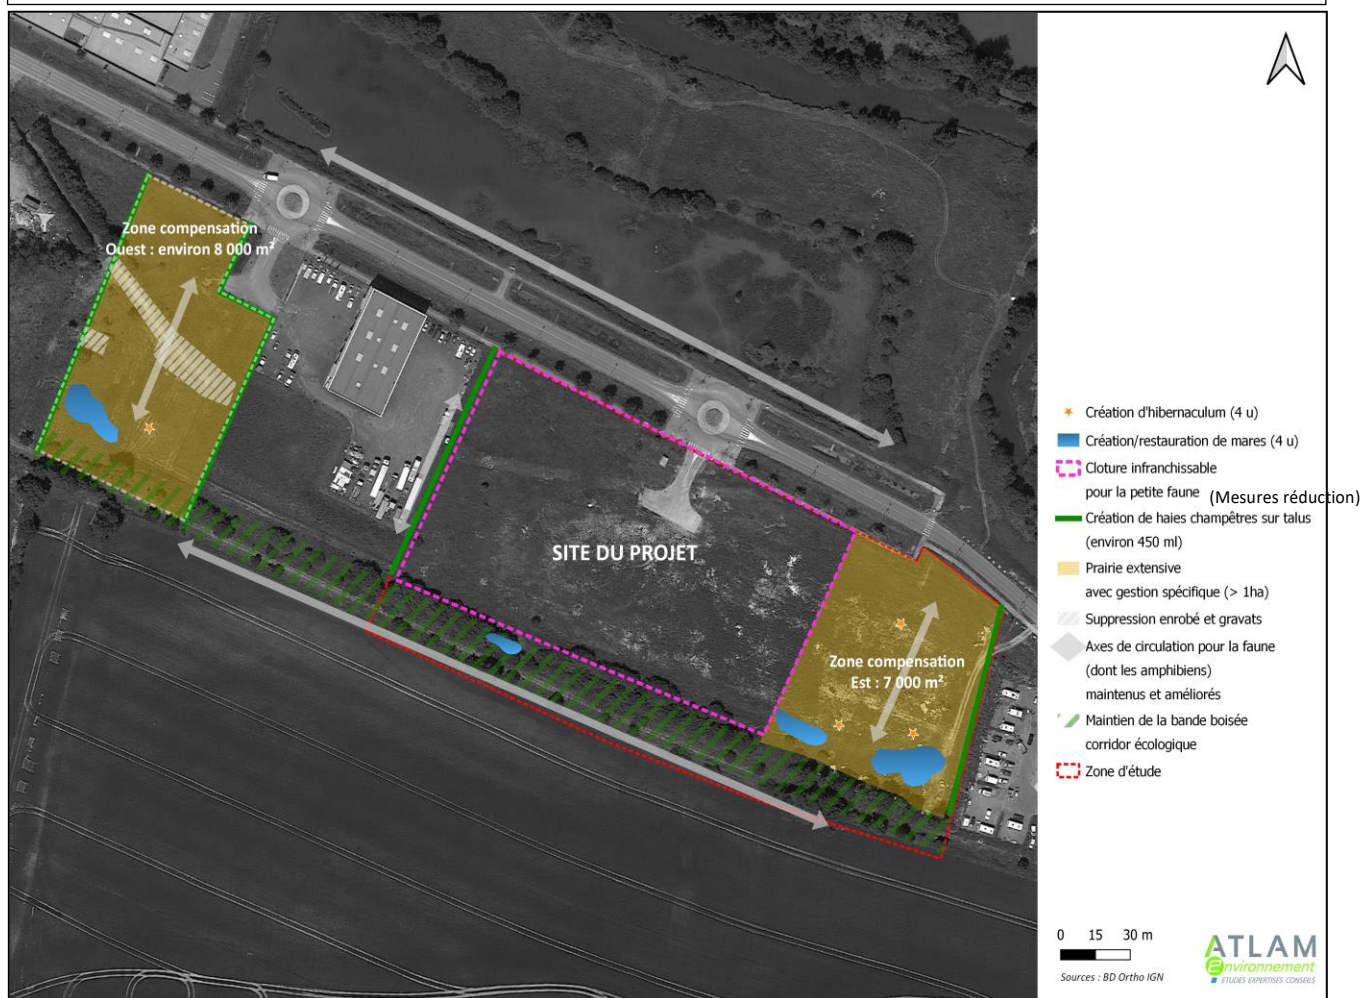 Zone compensation
Ouest : environ 8 000 m²
SITE DU PROJET
Zone compensation
Est : 7 000 m²
Création d'hibernaculum (4 u)
Création/restauration de mares (4 u)
Cloture infranchissable
pour la petite faune (Mesures réduction)
Création de haies champêtres sur talus
(environ 450 ml)
Prairie extensive
avec gestion spécifique (> 1ha)
Suppression enrobé et gravats
Axes de circulation pour la faune
(dont les amphibiens)
maintenus et améliorés
Maintien de la bande boisée
corridor écologique
Zone d'étude
0 15 30 m
Sources : BD Ortho IGN
ATLAM
Environnement
ETUDES EXPERTISES CONSEILS